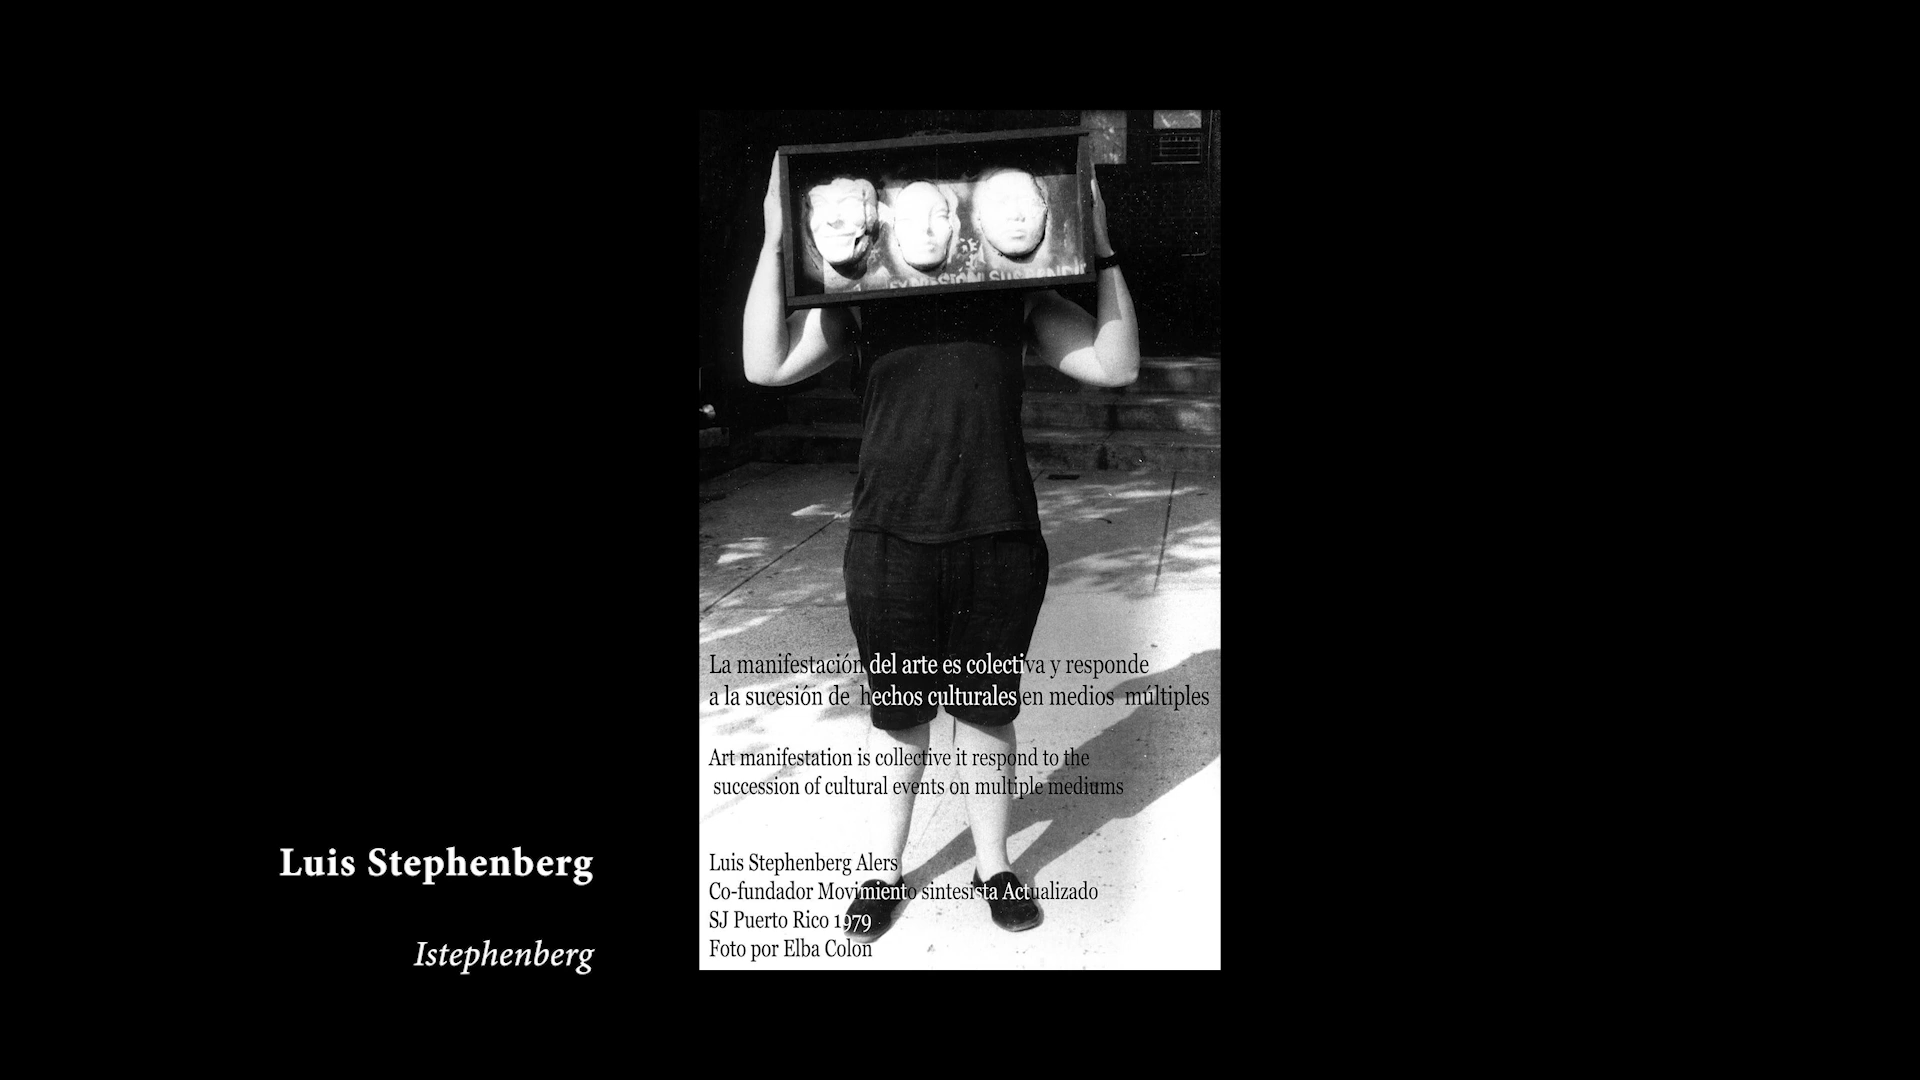 EXPOSICION SUSPENDI
La manifestación del arte es colectiva y responde
a la sucesión de hechos culturales en medios múltiples
Art manifestation is collective it respond to the
succession of cultural events on multiple mediums
Luis Stephenberg Alers
Co-fundador Movimiento sintesista Actualizado
SJ Puerto Rico 1979
Foto por Elba Colon
Luis Stephenberg
Istephenberg